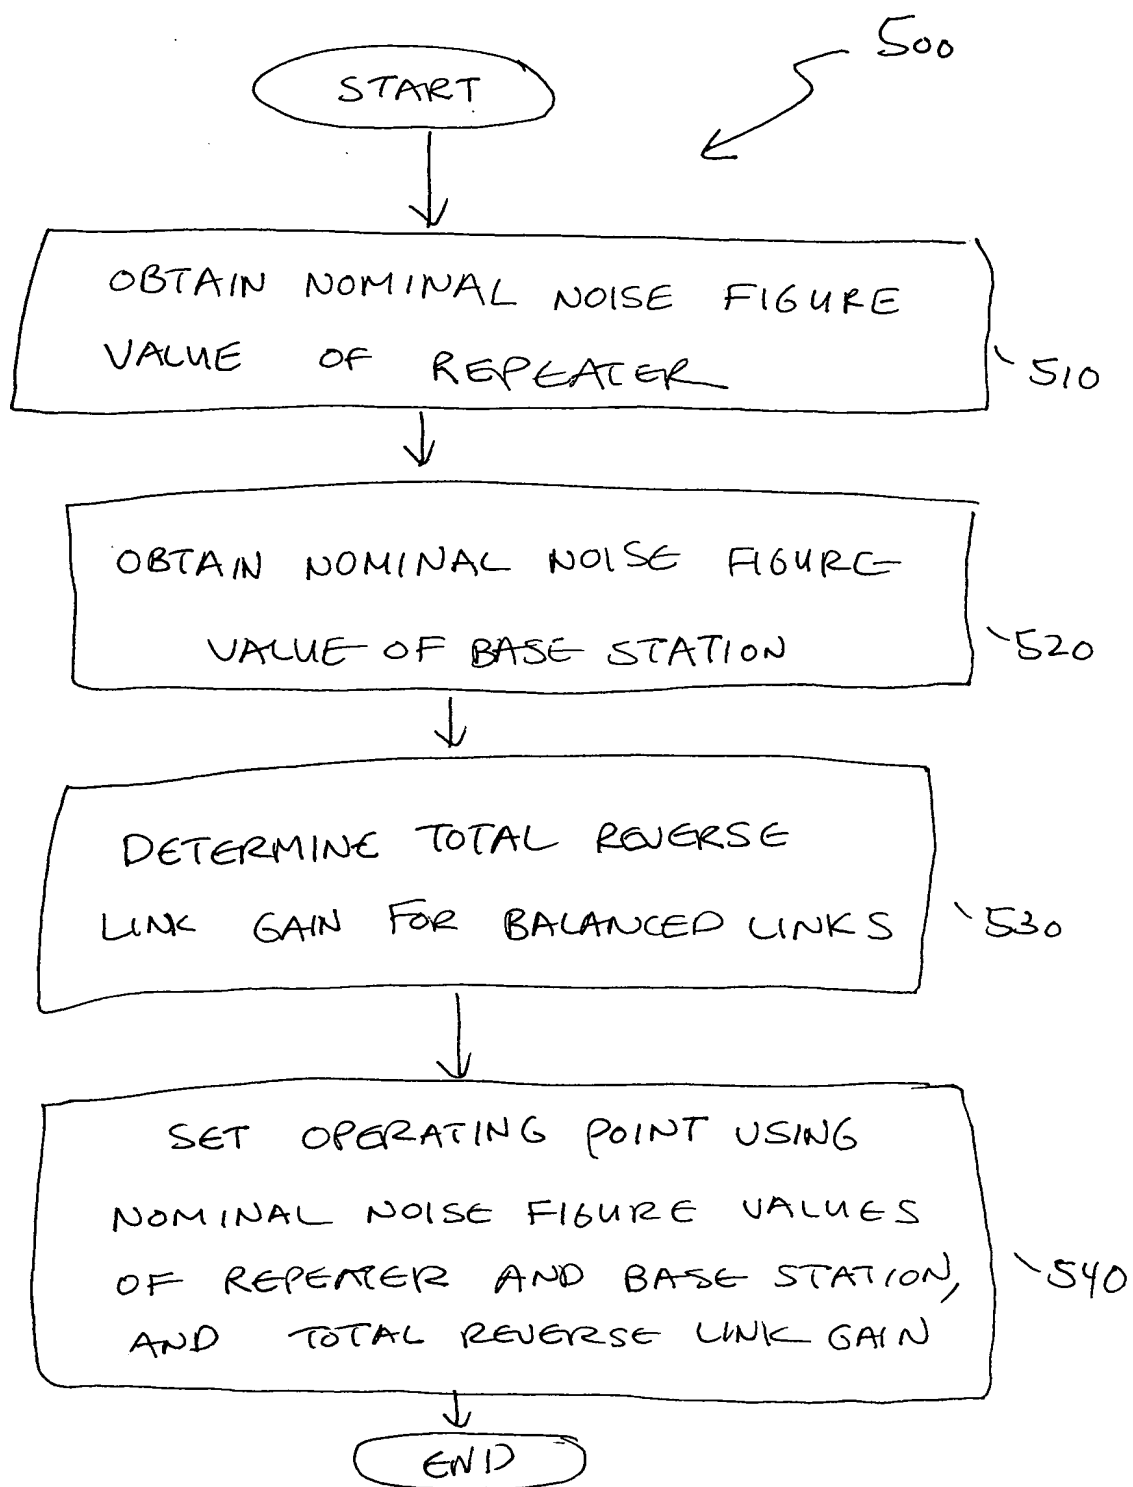 500
START
OBTAIN NOMINAL NOISE FIGURE
VALUE OF REPEATER
510
OBTAIN NOMINAL NOISE FIGURE
VALUE OF BASE STATION
520
DETERMINE TOTAL REVERSE
LINK GAIN FOR BALANCED LINKS
530
SET OPERATING POINT USING
NOMINAL NOISE FIGURE VALUES
OF REPEATER AND BASE STATION,
AND TOTAL REVERSE LINK GAIN
540
END